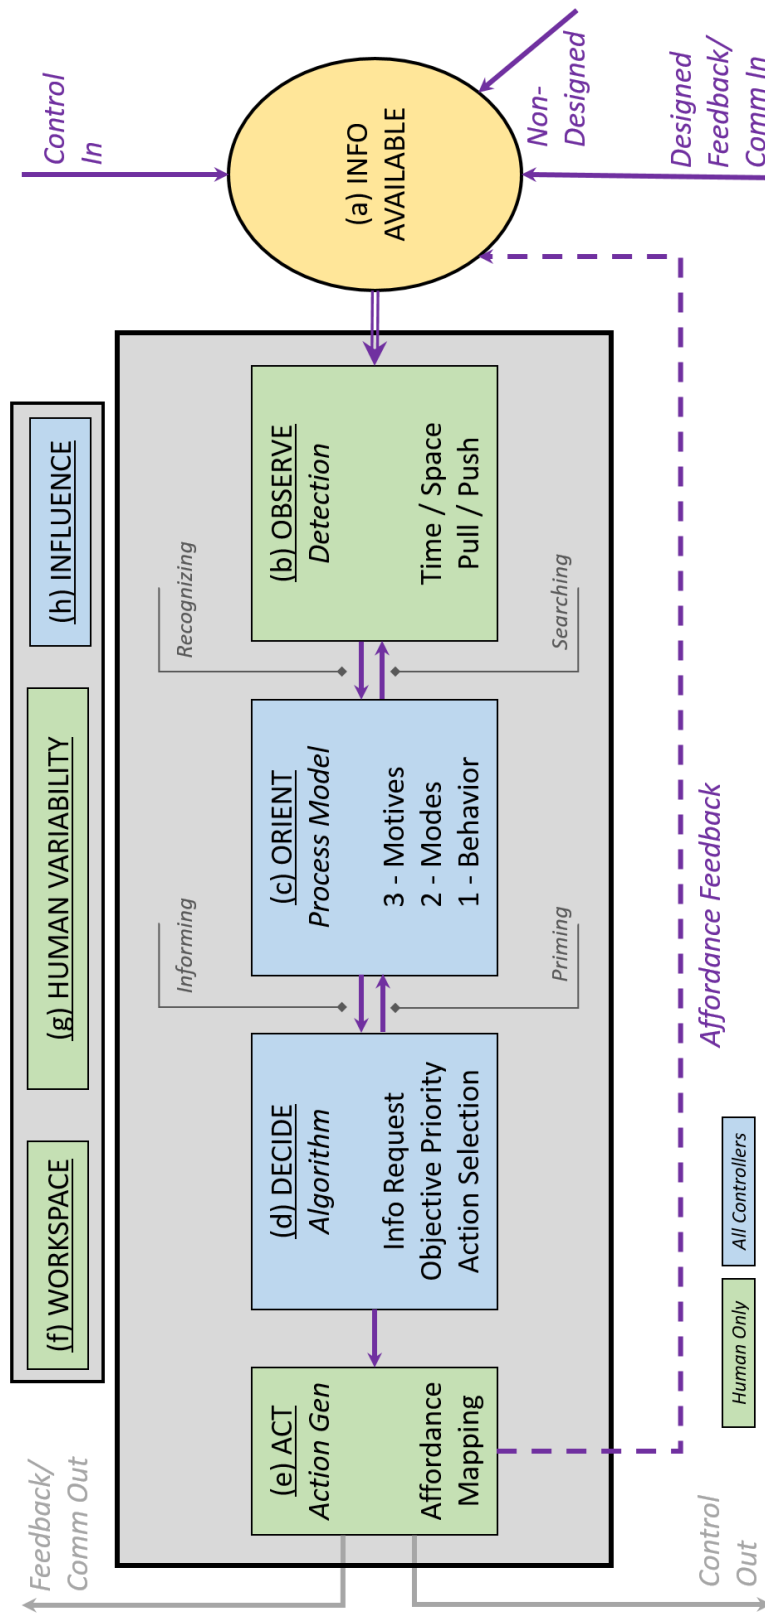 Feedback/
Comm Out
Control
In
(f) WORKSPACE
(g) HUMAN VARIABILITY
(h) INFLUENCE
Informing
Recognizing
(e) ACT
Action Gen
Affordance
Mapping
(d) DECIDE
Algorithm
Info Request
Objective Priority
Action Selection
(c) ORIENT
Process Model
3 - Motives
2 - Modes
1 - Behavior
(b) OBSERVE
Detection
Time / Space
Pull / Push
(a) INFO
AVAILABLE
Priming
Searching
Non-
Designed
Control
Out
Affordance Feedback
Designed
Feedback/
Comm In
Human Only
All Controllers